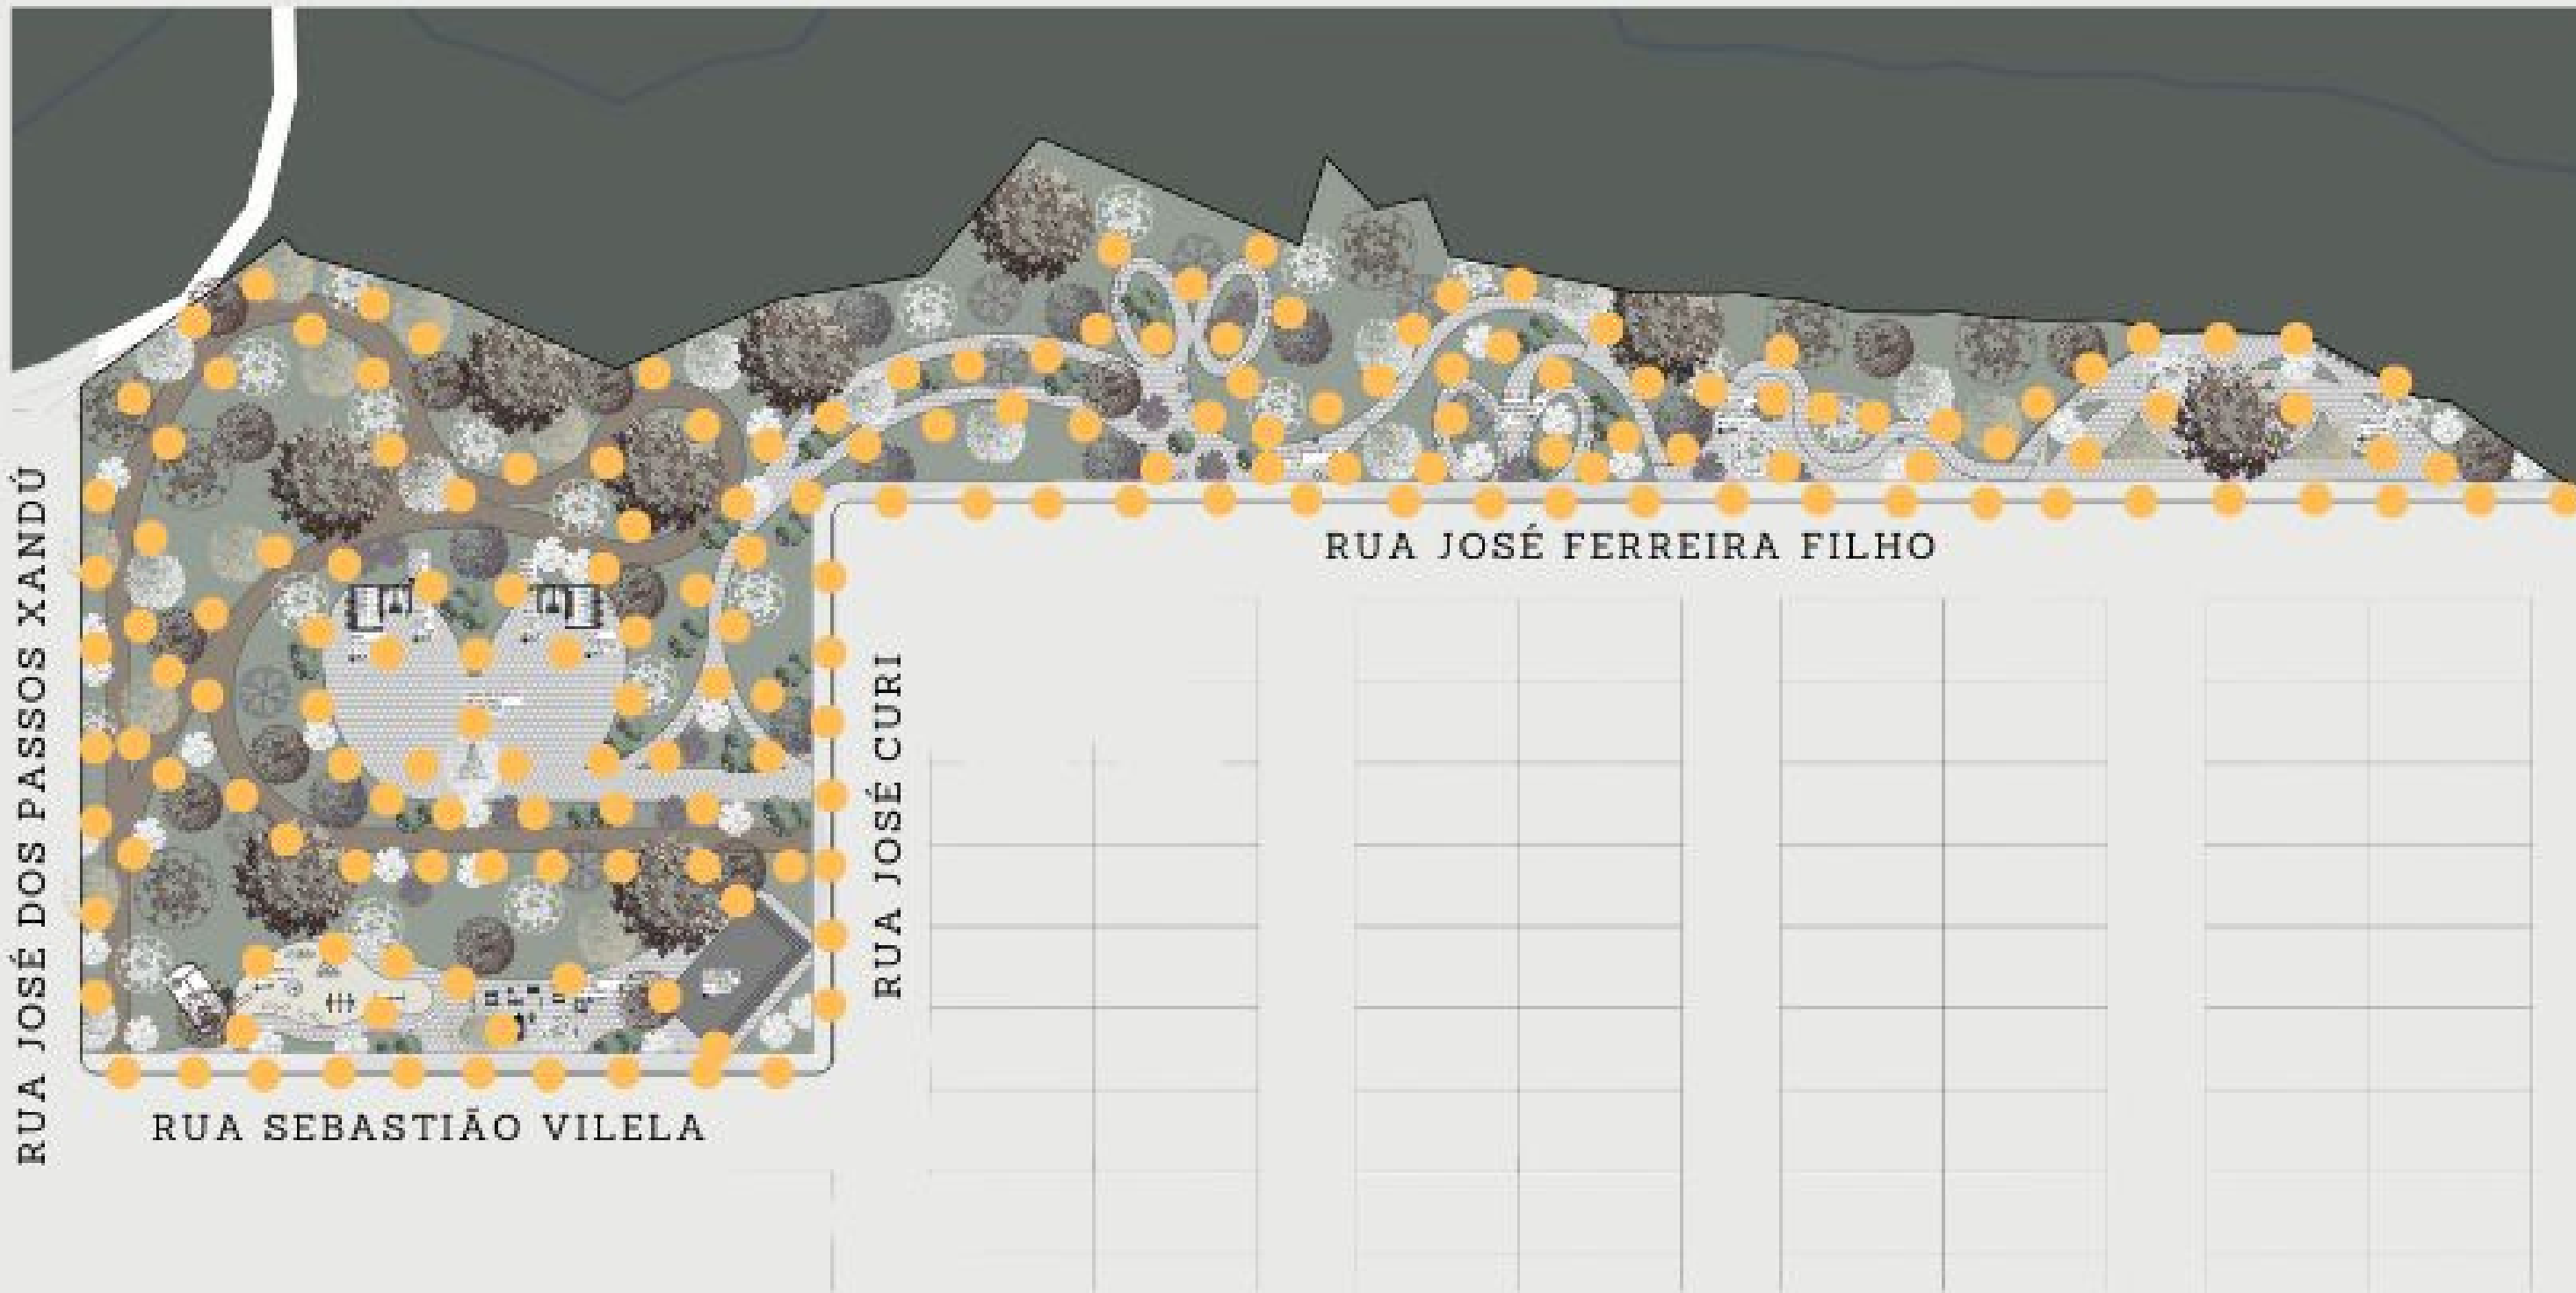 RUA JOSÉ DOS PASSOS XANDÚ
RUA SEBASTIÃO VILELA
RUA JOSÉ CURI
RUA JOSÉ FERREIRA FILHO